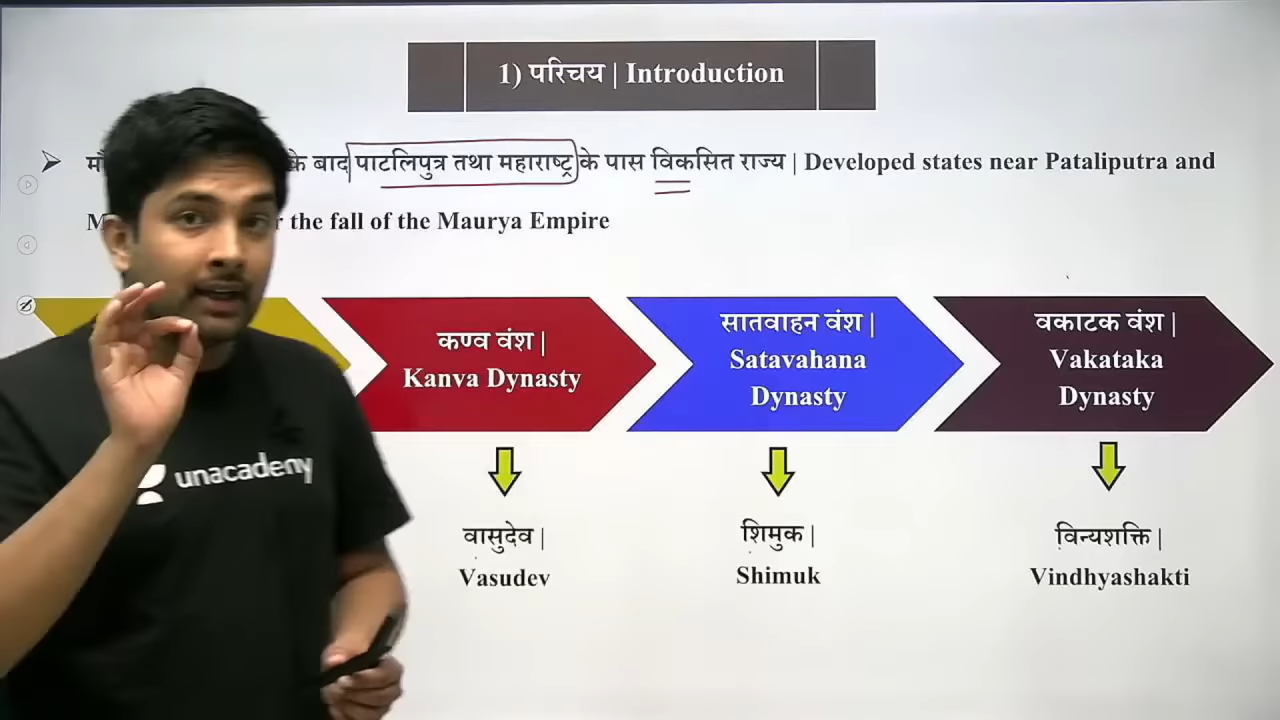 1) परिचय | Introduction
के बाद पाटलिपुत्र तथा महाराष्ट्र के पास विकसित राज्य | Developed states near Pataliputra and
the fall of the Maurya Empire
कण्व वंश |
Kanva Dynasty
सातवाहन वंश |
Satavahana
Dynasty
वकाटक वंश |
Vakataka
Dynasty
वासुदेव |
Vasudev
शिमुक |
Shimuk
विन्यशक्ति |
Vindhyashakti
unacademy